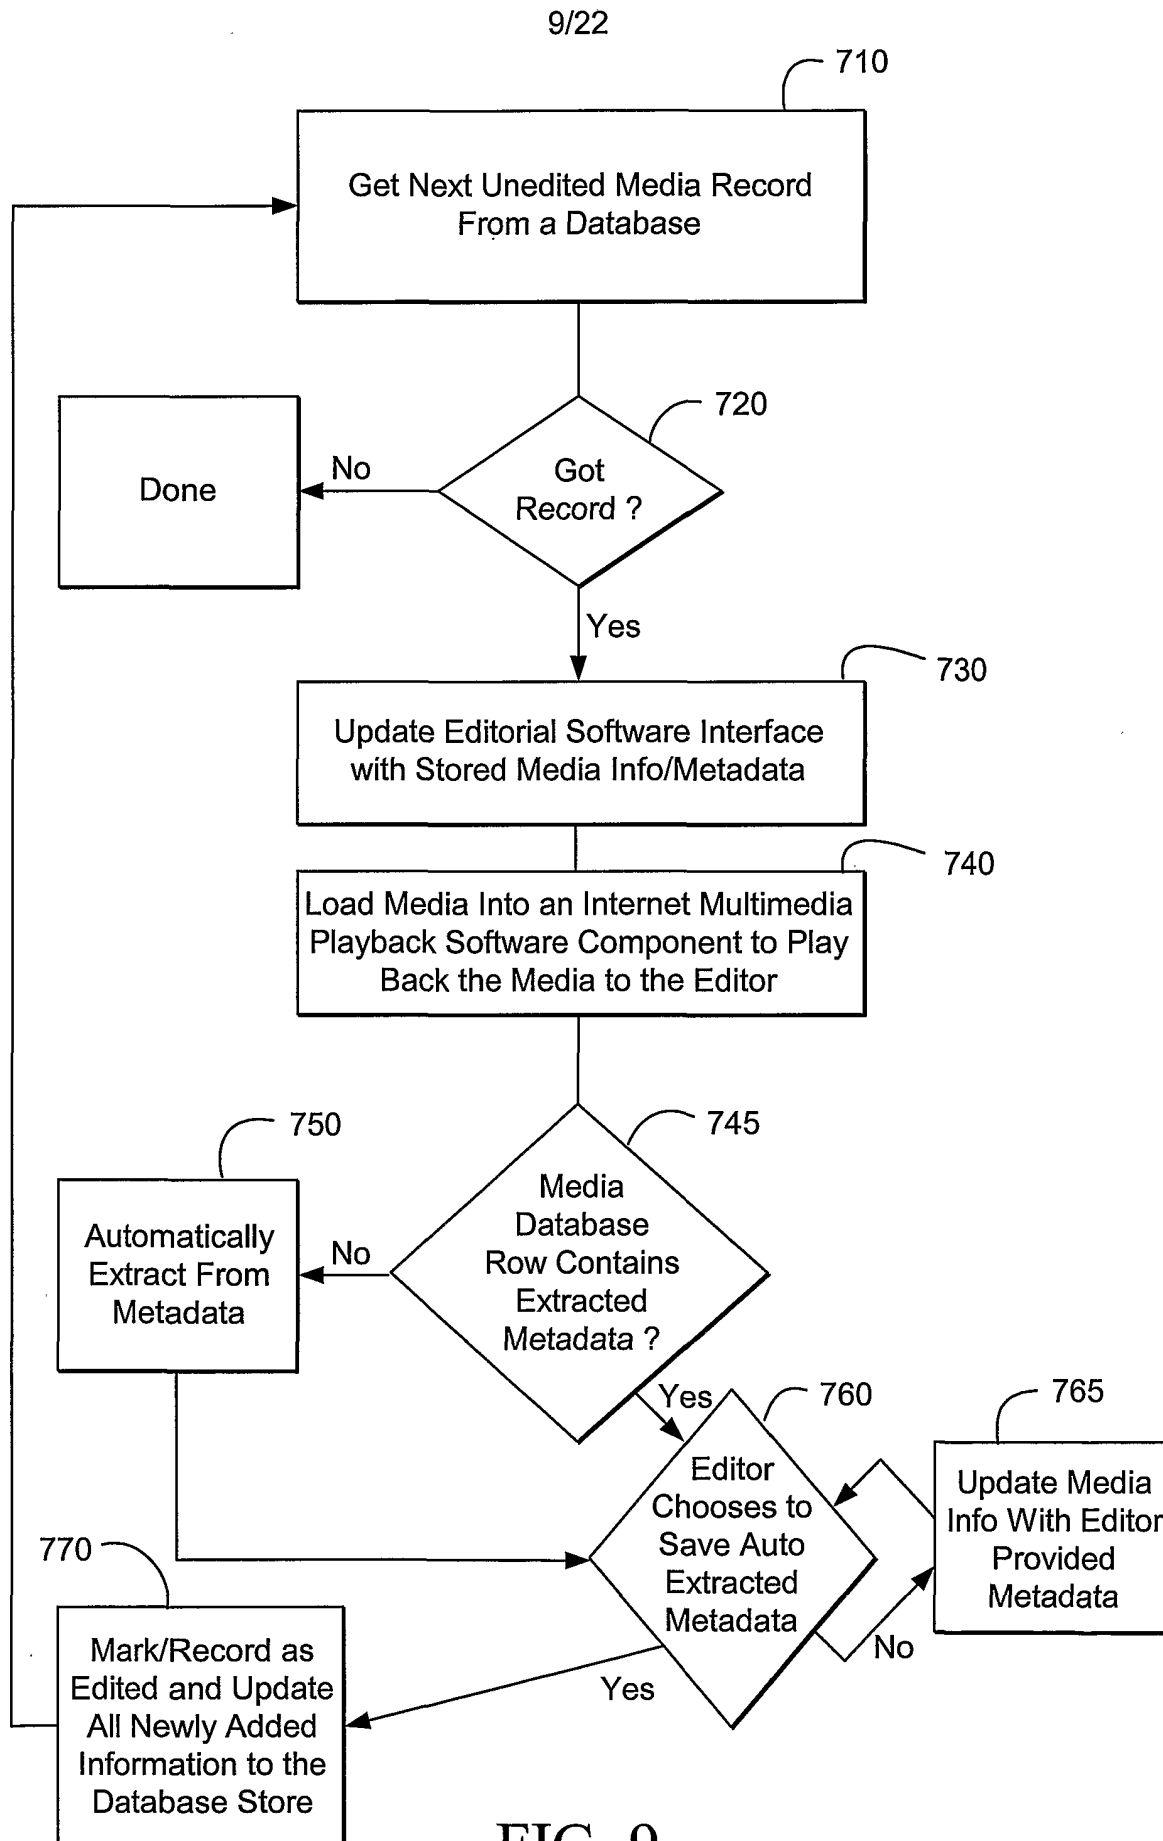 9/22
710
Get Next Unedited Media Record
From a Database
720
Got
Record ?
No
Done
Yes
730
Update Editorial Software Interface
with Stored Media Info/Metadata
740
Load Media Into an Internet Multimedia
Playback Software Component to Play
Back the Media to the Editor
745
Media
Database
Row Contains
Extracted
Metadata ?
No
750
Automatically
Extract From
Metadata
Yes
760
Editor
Chooses to
Save Auto
Extracted
Metadata
765
Update Media
Info With Editor
Provided
Metadata
No
Yes
770
Mark/Record as
Edited and Update
All Newly Added
Information to the
Database Store
FIG. 9